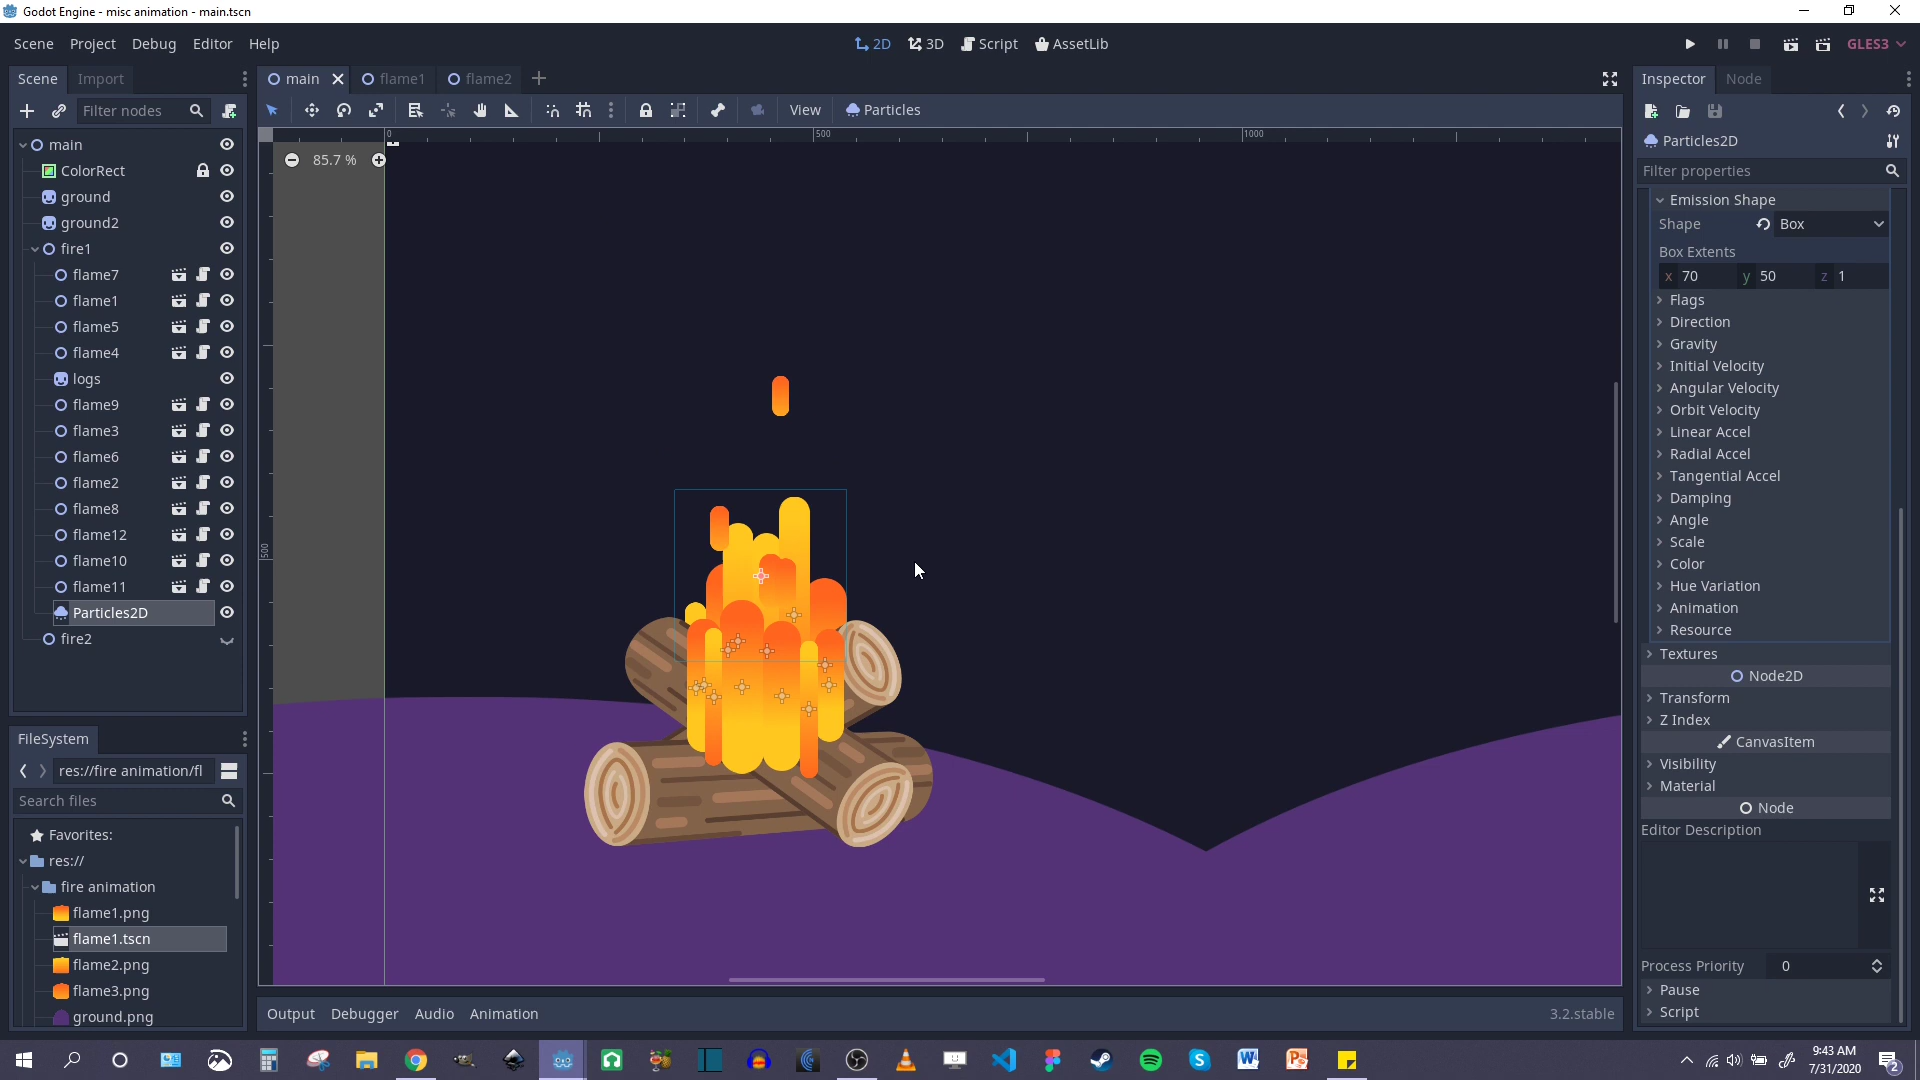 Godot Engine - misc animation - main.tscn
Scene Project Debug Editor Help
2D 3D Script AssetLib
GLES3
Scene Import
main flame1 flame2
Inspector Node
Filter nodes
View Particles
Particles2D
Filter properties
0 500 1000
85.7 %
500
main
ColorRect
ground
ground2
fire1
flame7
flame1
flame5
flame4
logs
flame9
flame3
flame6
flame2
flame8
flame12
flame10
flame11
Particles2D
fire2
FileSystem
res://fire animation/fl
Search files
Favorites:
res://
fire animation
flame1.png
flame1.tscn
flame2.png
flame3.png
ground.png
Emission Shape
Shape Box
Box Extents
x 70 y 50 z 1
Flags
Direction
Gravity
Initial Velocity
Angular Velocity
Orbit Velocity
Linear Accel
Radial Accel
Tangential Accel
Damping
Angle
Scale
Color
Hue Variation
Animation
Resource
Textures
Node2D
Transform
Z Index
CanvasItem
Visibility
Material
Node
Editor Description
Process Priority 0
Pause
Script
Output Debugger Audio Animation 3.2.stable
9:43 AM
7/31/2020
2